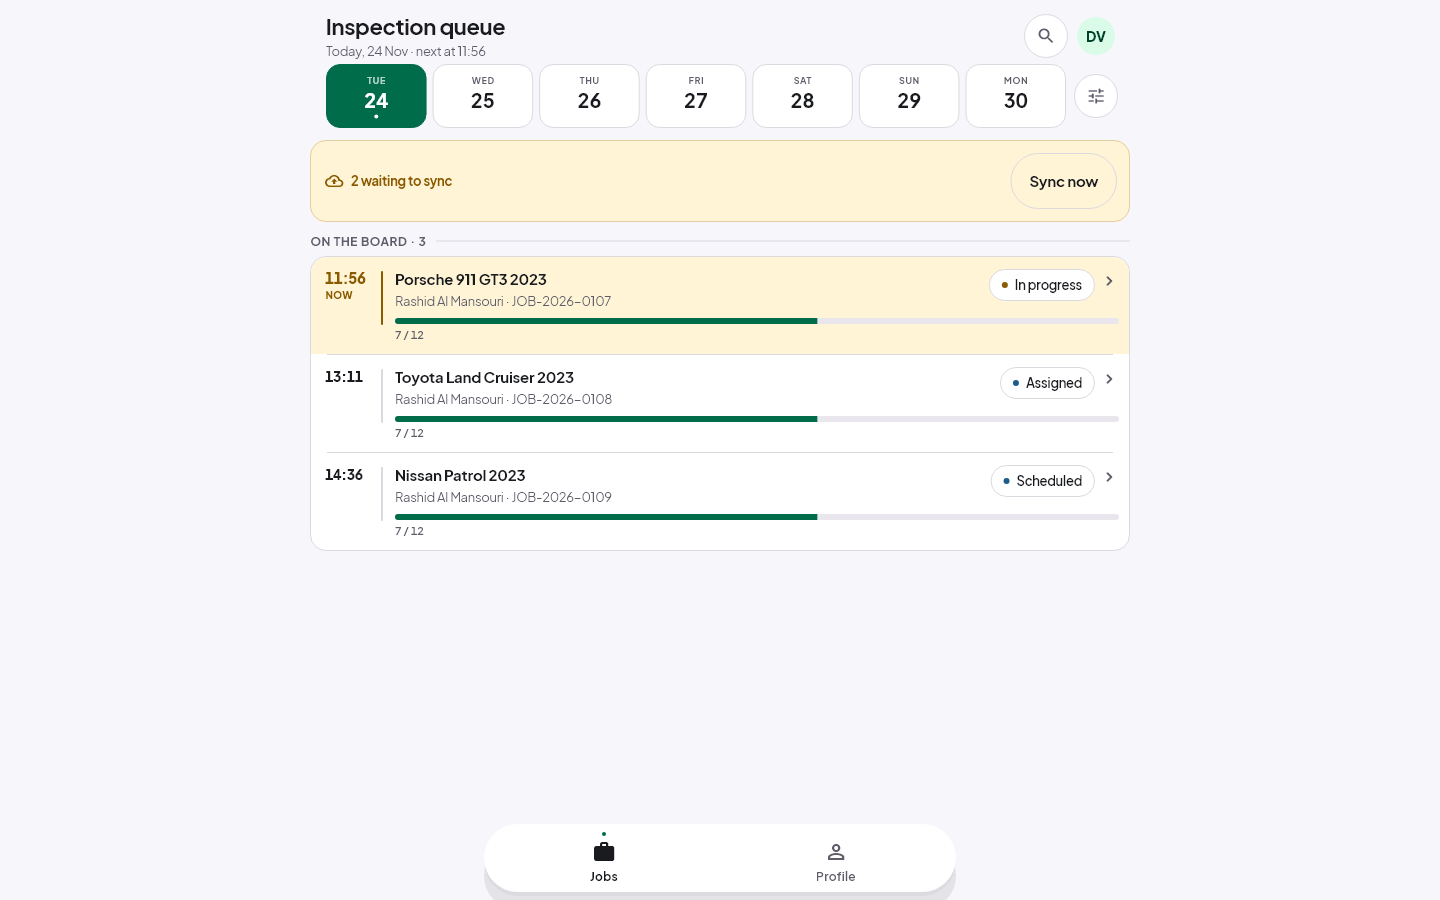 Inspection queue
Today, 24 Nov · next at 11:56
DV
TUE
24
WED
25
THU
26
FRI
27
SAT
28
SUN
29
MON
30
2 waiting to sync
Sync now
ON THE BOARD · 3
11:56
NOW
Porsche 911 GT3 2023
Rashid Al Mansouri · JOB-2026-0107
7 / 12
In progress
13:11
Toyota Land Cruiser 2023
Rashid Al Mansouri · JOB-2026-0108
7 / 12
Assigned
14:36
Nissan Patrol 2023
Rashid Al Mansouri · JOB-2026-0109
7 / 12
Scheduled
Jobs
Profile